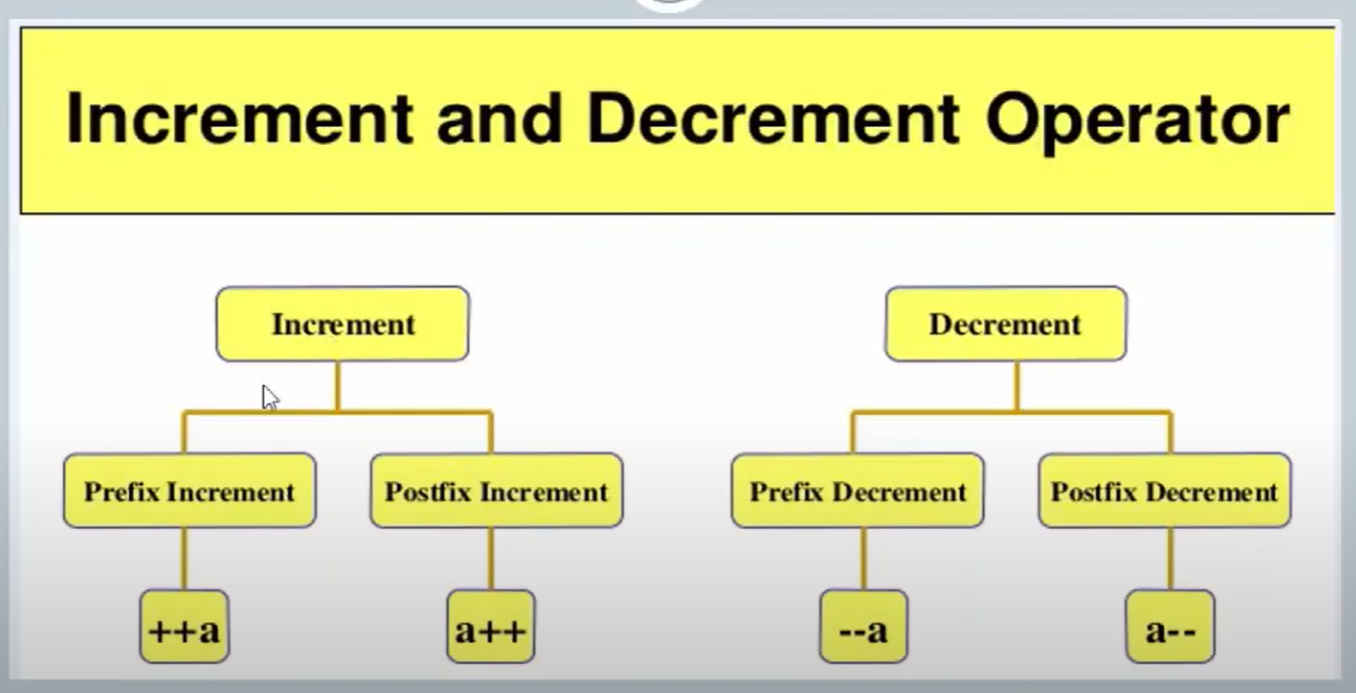 Increment and Decrement Operator
Increment
Decrement
Prefix Increment
Postfix Increment
Prefix Decrement
Postfix Decrement
++a
a++
--a
a--